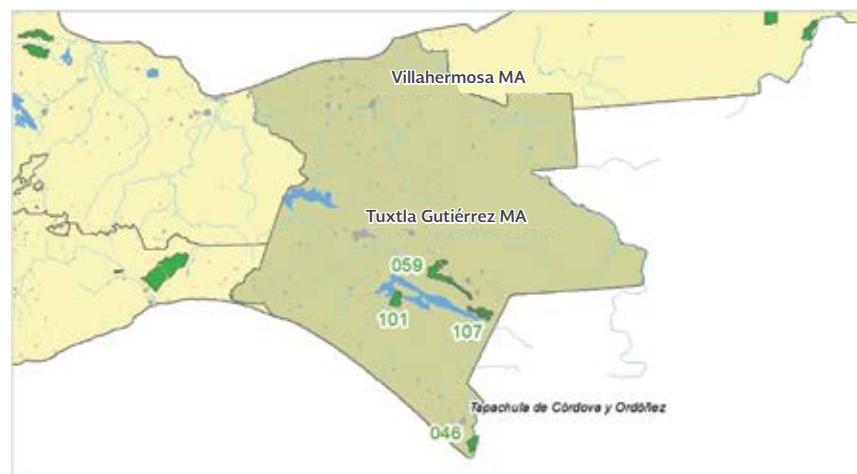 Villahermosa MA
Tuxtla Gutiérrez MA
059
101
107
Tapachula de Córdova y Ordóñez
046